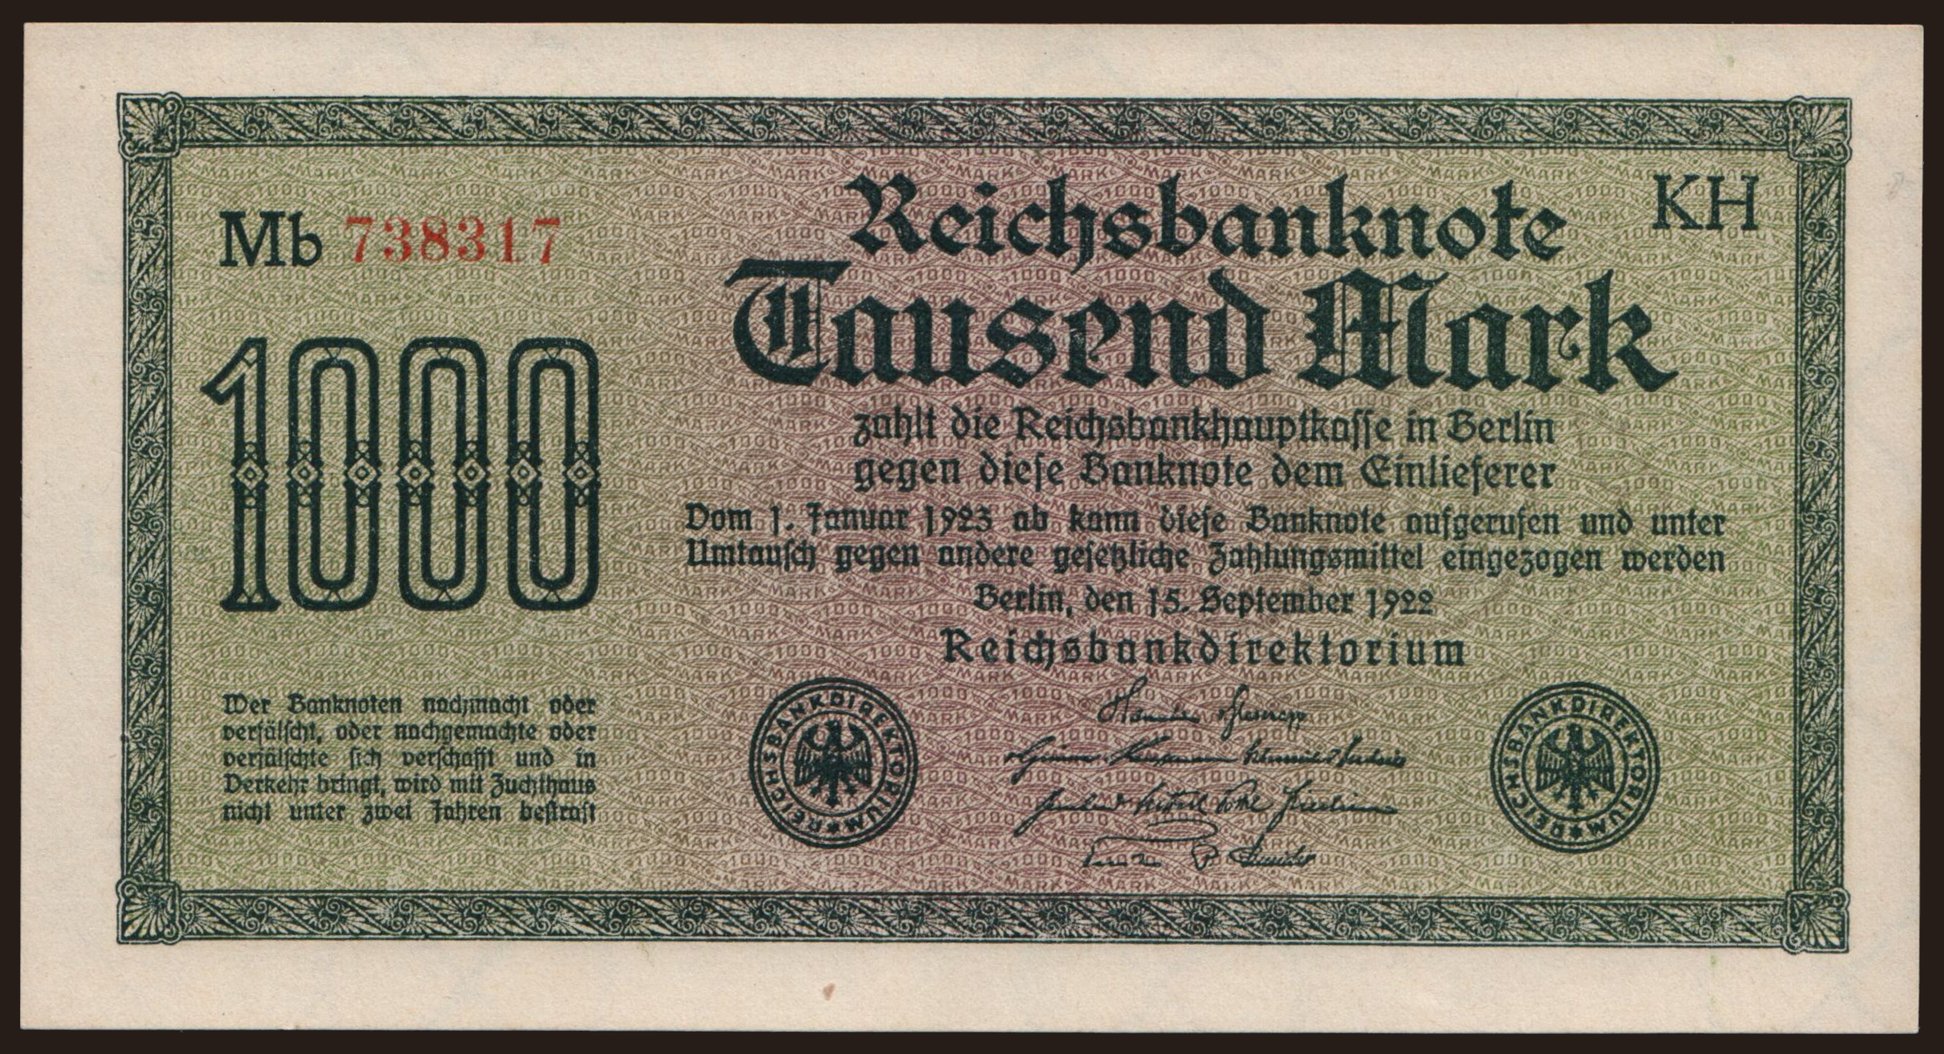 Mb 738317
KH
1000
Reichsbanknote
Tausend Mark
zahlt die Reichsbankhauptkasse in Berlin
gegen diese Banknote dem Einlieferer
Vom 1. Januar 1923 ab kann diese Banknote aufgerufen und unter
Umtausch gegen andere gesetzliche Zahlungsmittel eingezogen werden
Berlin, den 15. September 1922
Reichsbankdirektorium
Wer Banknoten nachmacht oder
verfälscht, oder nachgemachte oder
verfälschte sich verschafft und in
Verkehr bringt, wird mit Zuchthaus
nicht unter zwei Jahren bestraft
REICHSBANKDIREKTORIUM
REICHSBANKDIREKTORIUM